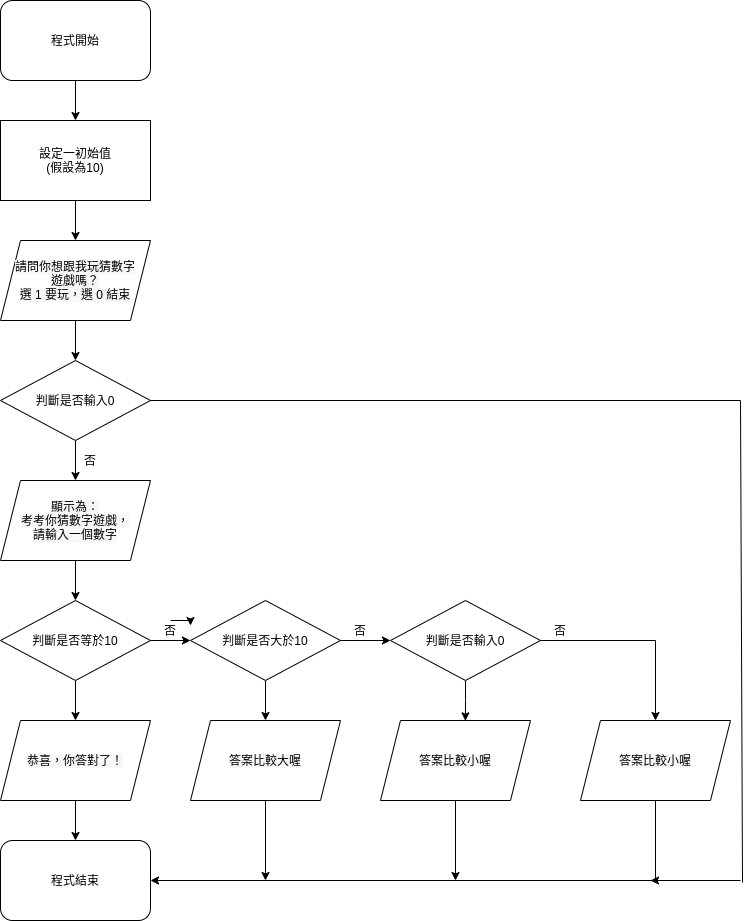 程式開始
設定一初始值
(假設為10)
請問你想跟我玩猜數字
遊戲嗎？
選 1 要玩，選 0 結束
判斷是否輸入0
否
顯示為：
考考你猜數字遊戲，
請輸入一個數字
判斷是否等於10
否
判斷是否大於10
否
判斷是否輸入0
否
恭喜，你答對了！
答案比較大喔
答案比較小喔
答案比較小喔
程式結束